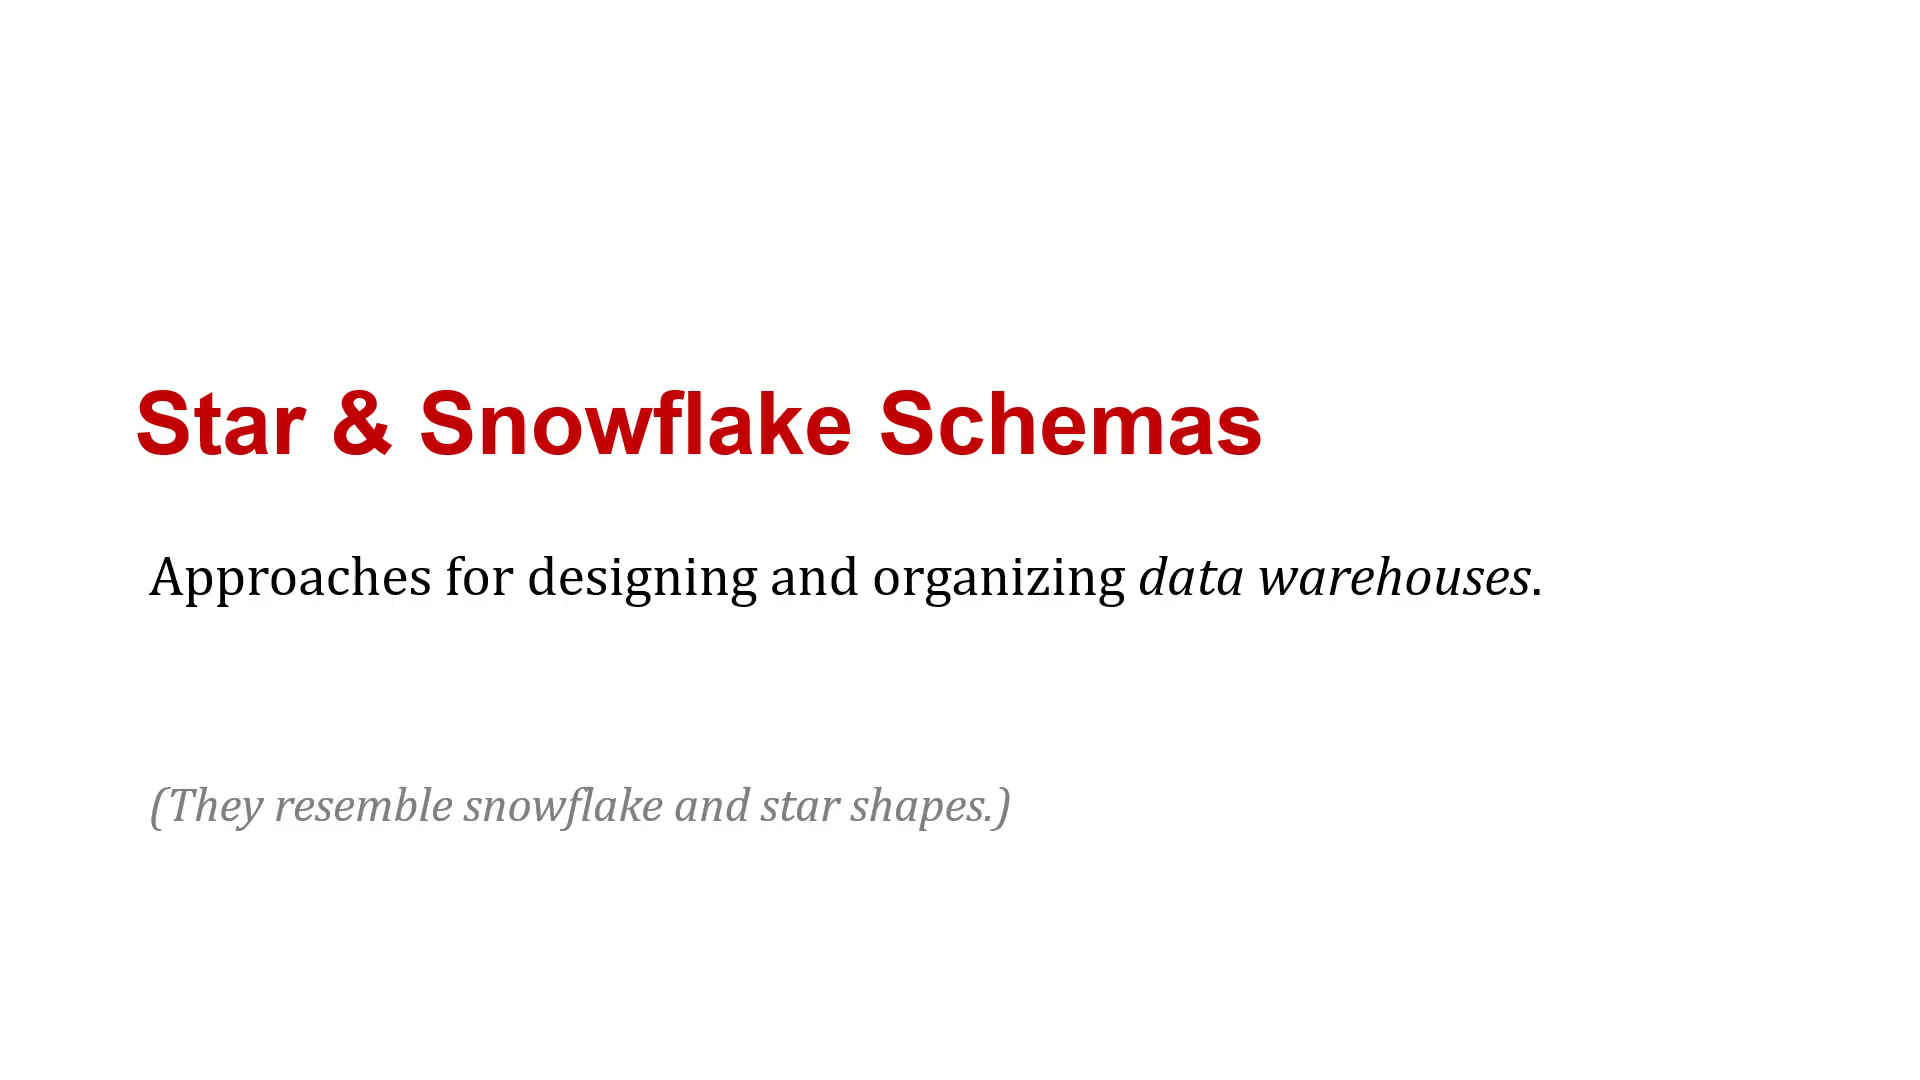 Star & Snowflake Schemas
Approaches for designing and organizing data warehouses.
(They resemble snowflake and star shapes.)